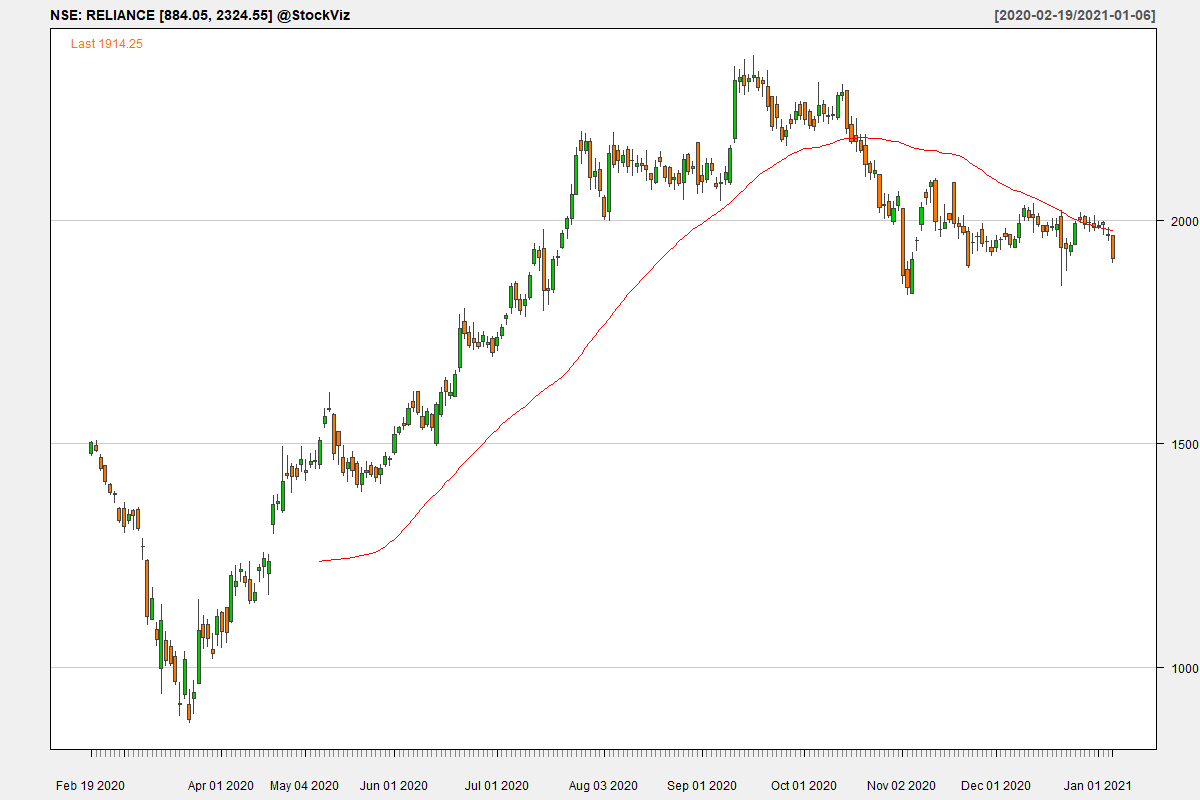 NSE: RELIANCE [884.05, 2324.55] @StockViz
[2020-02-19/2021-01-06]
Last 1914.25
2000
1500
1000
Feb 19 2020
Apr 01 2020
May 04 2020
Jun 01 2020
Jul 01 2020
Aug 03 2020
Sep 01 2020
Oct 01 2020
Nov 02 2020
Dec 01 2020
Jan 01 2021